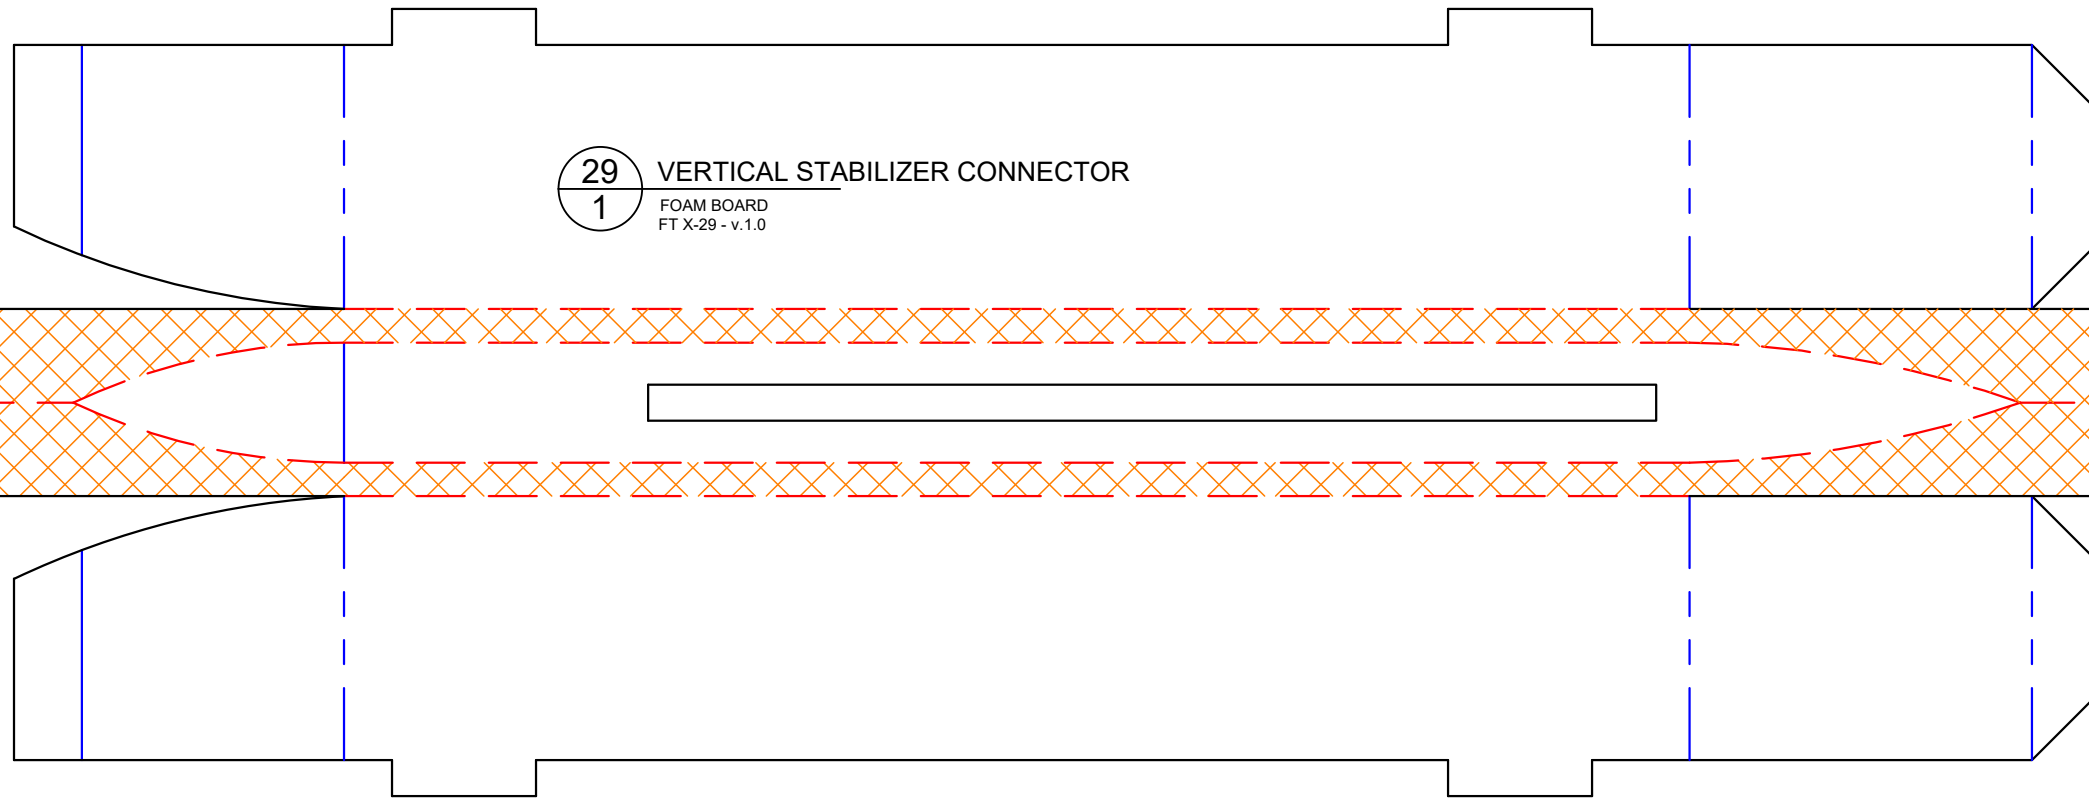 29
1
VERTICAL STABILIZER CONNECTOR
FOAM BOARD
FT X-29 - v.1.0